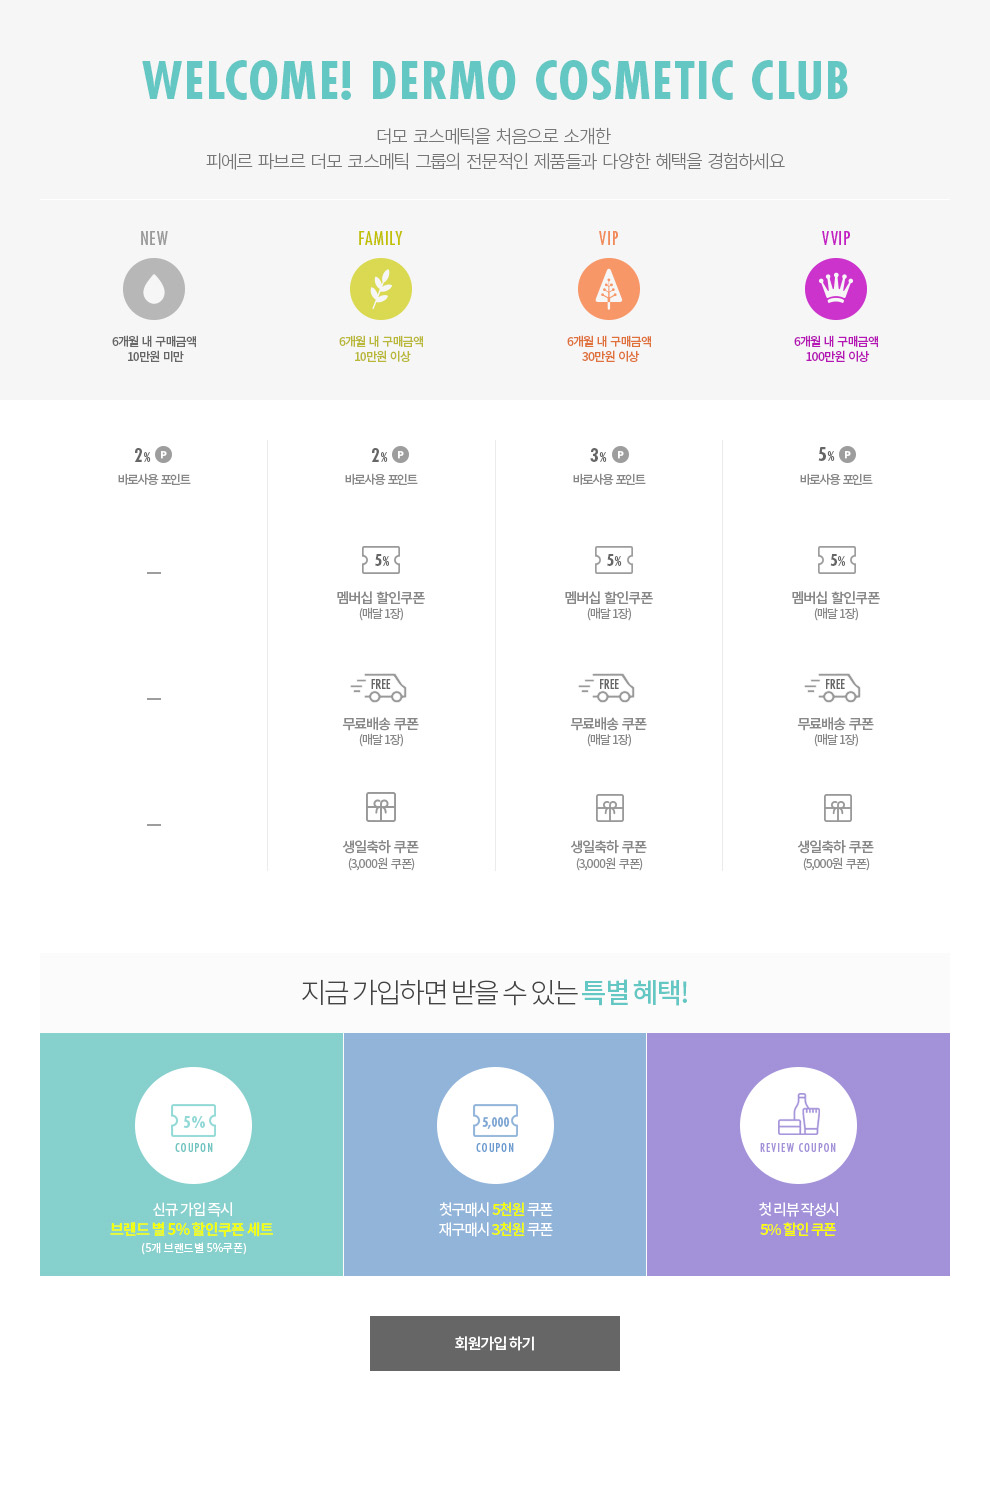 WELCOME! DERMO COSMETIC CLUB
더모 코스메틱을 처음으로 소개한
피에르 파브르 더모 코스메틱 그룹의 전문적인 제품들과 다양한 혜택을 경험하세요
NEW
6개월 내 구매금액
10만원 미만
FAMILY
6개월 내 구매금액
10만원 이상
VIP
6개월 내 구매금액
30만원 이상
VVIP
6개월 내 구매금액
100만원 이상
2% P
바로사용 포인트
2% P
바로사용 포인트
3% P
바로사용 포인트
5% P
바로사용 포인트
–
5%
멤버십 할인쿠폰
(매달 1장)
5%
멤버십 할인쿠폰
(매달 1장)
5%
멤버십 할인쿠폰
(매달 1장)
–
FREE
무료배송 쿠폰
(매달 1장)
FREE
무료배송 쿠폰
(매달 1장)
FREE
무료배송 쿠폰
(매달 1장)
–
생일축하 쿠폰
(3,000원 쿠폰)
생일축하 쿠폰
(3,000원 쿠폰)
생일축하 쿠폰
(5,000원 쿠폰)
지금 가입하면 받을 수 있는 특별 혜택!
5%
COUPON
신규 가입 즉시
브랜드 별 5% 할인쿠폰 세트
(5개 브랜드별 5%쿠폰)
5,000
COUPON
첫구매시 5천원 쿠폰
재구매시 3천원 쿠폰
REVIEW COUPON
첫 리뷰 작성시
5% 할인 쿠폰
회원가입 하기